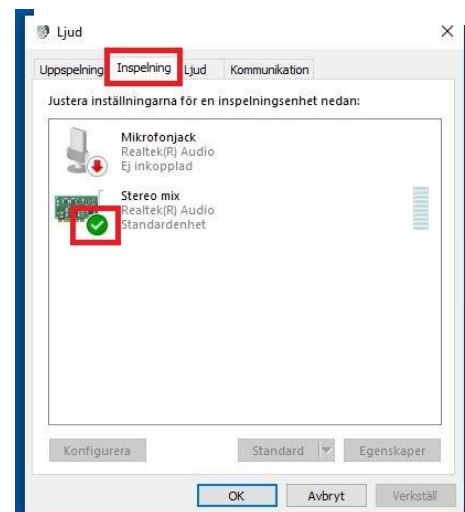 Ljud
Uppspelning Inspelning Ljud Kommunikation
Justera inställningarna för en inspelningsenhet nedan:
Mikrofonjack
Realtek(R) Audio
Ej inkopplad
Stereo mix
Realtek(R) Audio
Standardenhet
Konfigurera Standard Egenskaper
OK Avbryt Verkställ